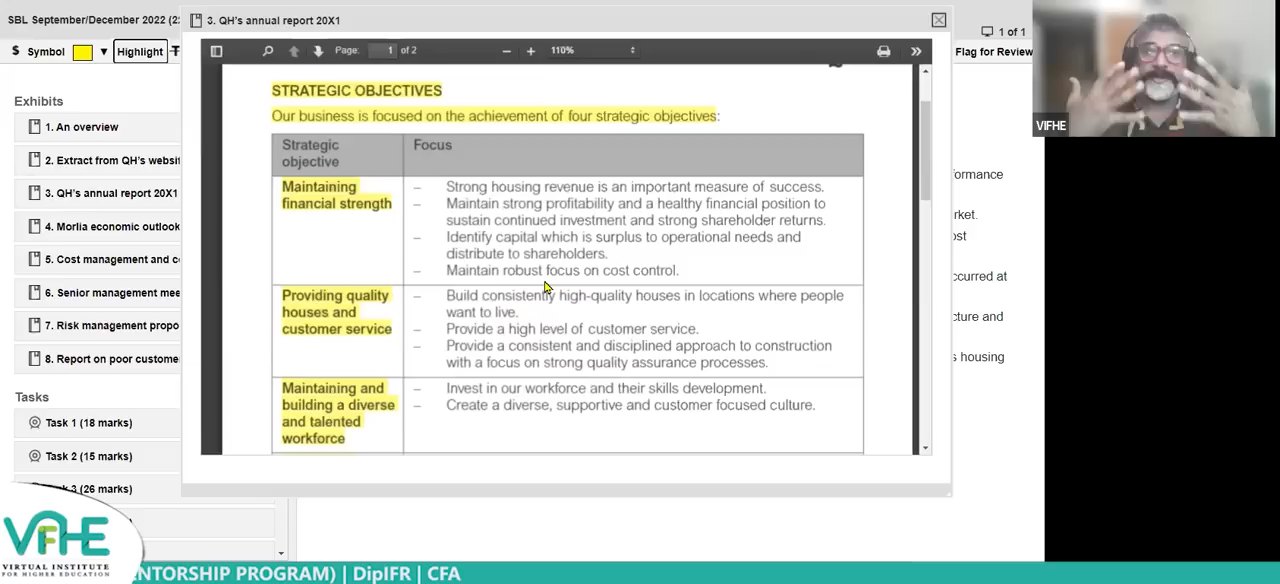 SBL September/December 2022 (2
3. QH's annual report 20X1
1 of 1
$ Symbol
Highlight
Page: 1 of 2
110%
Flag for Review
Exhibits
1. An overview
2. Extract from QH's websi
3. QH's annual report 20X1
4. Morlia economic outlook
5. Cost management and c
6. Senior management mee
7. Risk management propo
8. Report on poor custome
Tasks
Task 1 (18 marks)
Task 2 (15 marks)
3 (26 marks)
STRATEGIC OBJECTIVES
Our business is focused on the achievement of four strategic objectives:
Strategic objective
Focus
Maintaining
financial strength
– Strong housing revenue is an important measure of success.
– Maintain strong profitability and a healthy financial position to
sustain continued investment and strong shareholder returns.
– Identify capital which is surplus to operational needs and
distribute to shareholders.
– Maintain robust focus on cost control.
Providing quality
houses and
customer service
– Build consistently high-quality houses in locations where people
want to live.
– Provide a high level of customer service.
– Provide a consistent and disciplined approach to construction
with a focus on strong quality assurance processes.
Maintaining and
building a diverse
and talented
workforce
– Invest in our workforce and their skills development.
– Create a diverse, supportive and customer focused culture.
VIFHE
ormance
rket.
ost
ccurred at
cture and
s housing
VIFHE
VIRTUAL INSTITUTE
FOR HIGHER EDUCATION
ENTORSHIP PROGRAM) | DipIFR | CFA